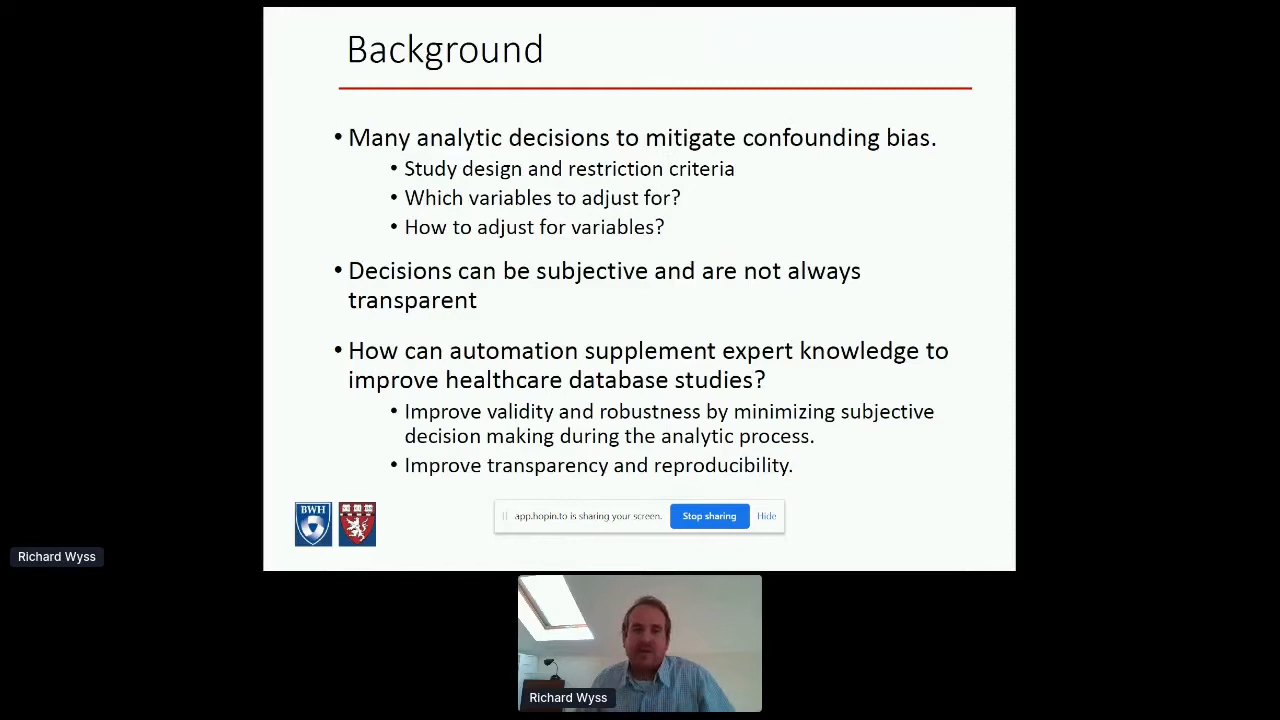 Background
• Many analytic decisions to mitigate confounding bias.
• Study design and restriction criteria
• Which variables to adjust for?
• How to adjust for variables?
• Decisions can be subjective and are not always
transparent
• How can automation supplement expert knowledge to
improve healthcare database studies?
• Improve validity and robustness by minimizing subjective
decision making during the analytic process.
• Improve transparency and reproducibility.
BWH
app.hopin.to is sharing your screen. Stop sharing Hide
Richard Wyss
Richard Wyss